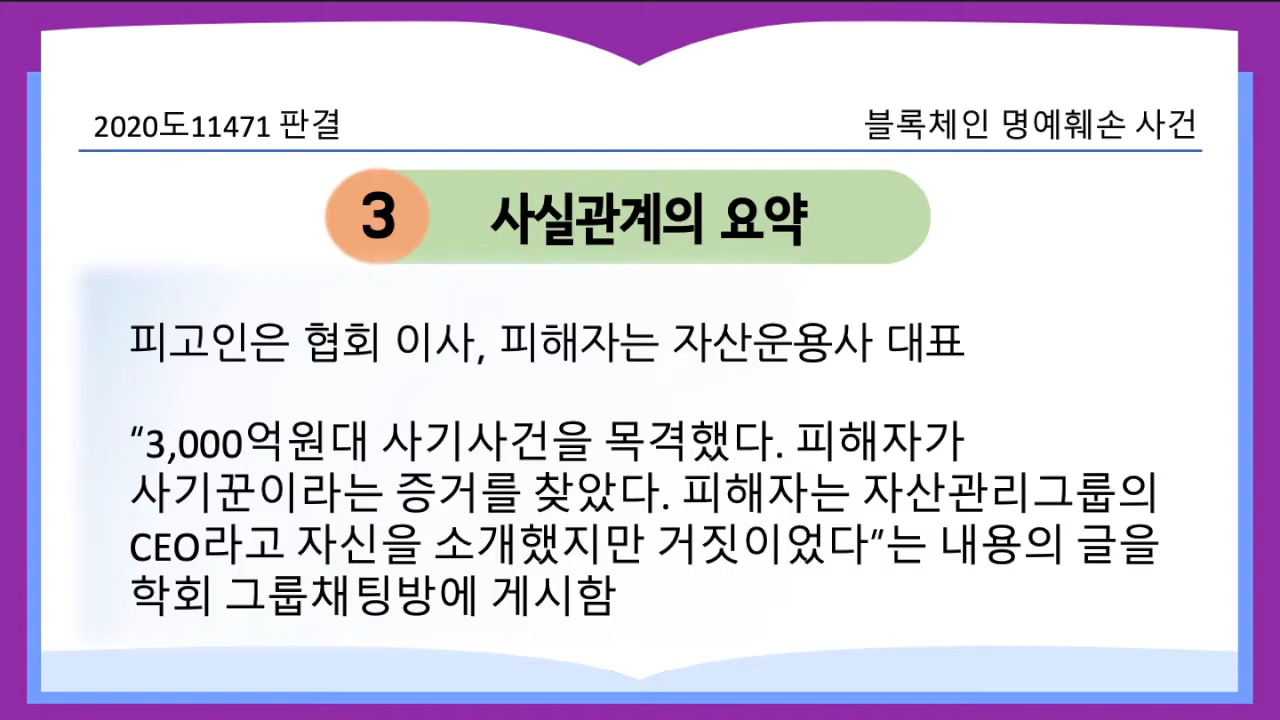 2020도11471 판결
블록체인 명예훼손 사건
3
사실관계의 요약
피고인은 협회 이사, 피해자는 자산운용사 대표
“3,000억원대 사기사건을 목격했다. 피해자가
사기꾼이라는 증거를 찾았다. 피해자는 자산관리그룹의
CEO라고 자신을 소개했지만 거짓이었다”는 내용의 글을
학회 그룹채팅방에 게시함